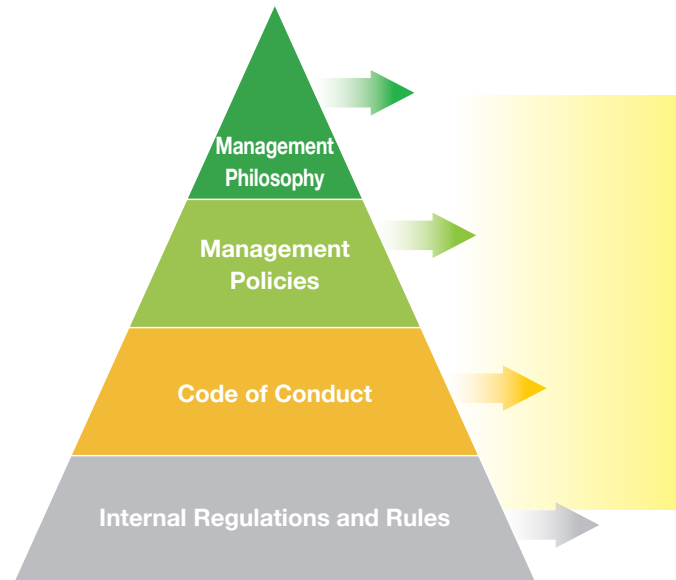 Management
Philosophy
Management
Policies
Code of Conduct
Internal Regulations and Rules